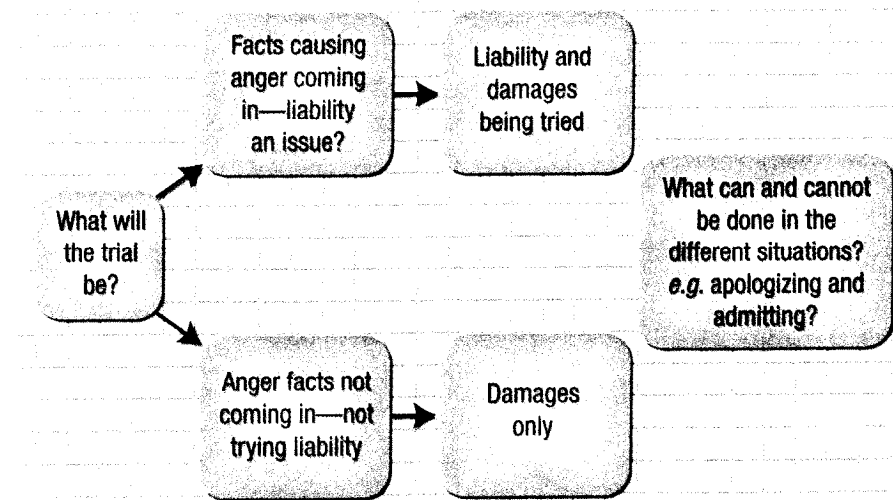 Facts causing
anger coming
in—liability
an issue?
Liability and
damages
being tried
What will
the trial
be?
What can and cannot
be done in the
different situations?
e.g. apologizing and
admitting?
Anger facts not
coming in—not
trying liability
Damages
only